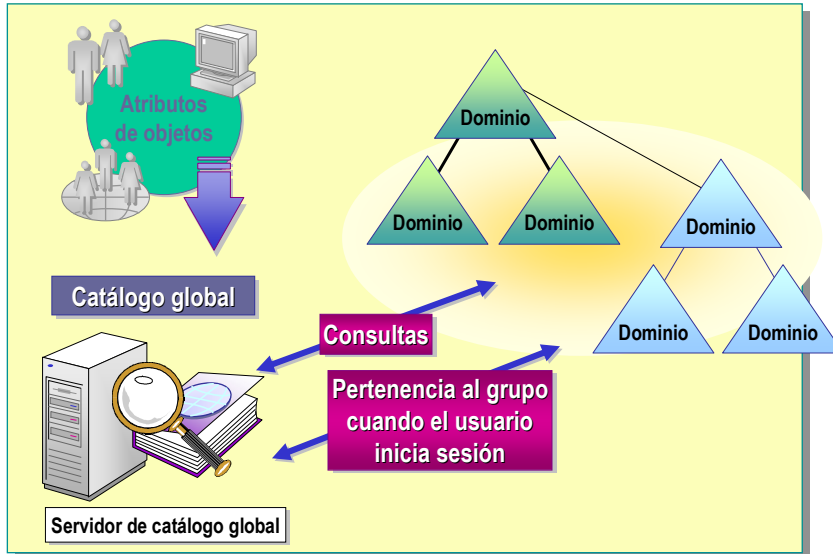 Atributos
de objetos
Dominio
Dominio
Dominio
Dominio
Dominio
Dominio
Catálogo global
Consultas
Pertenencia al grupo
cuando el usuario
inicia sesión
Servidor de catálogo global